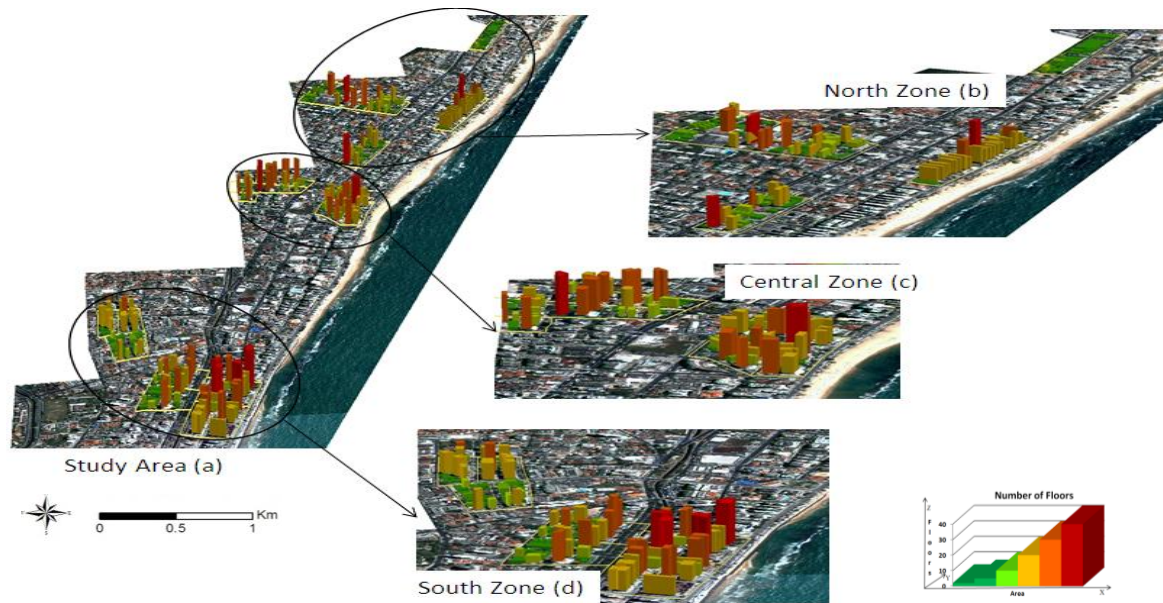 North Zone (b)
Central Zone (c)
Study Area (a)
Km
0 0.5 1
South Zone (d)
Number of Floors
Z
Floors
40
30
20
10
0
Y
Area
X